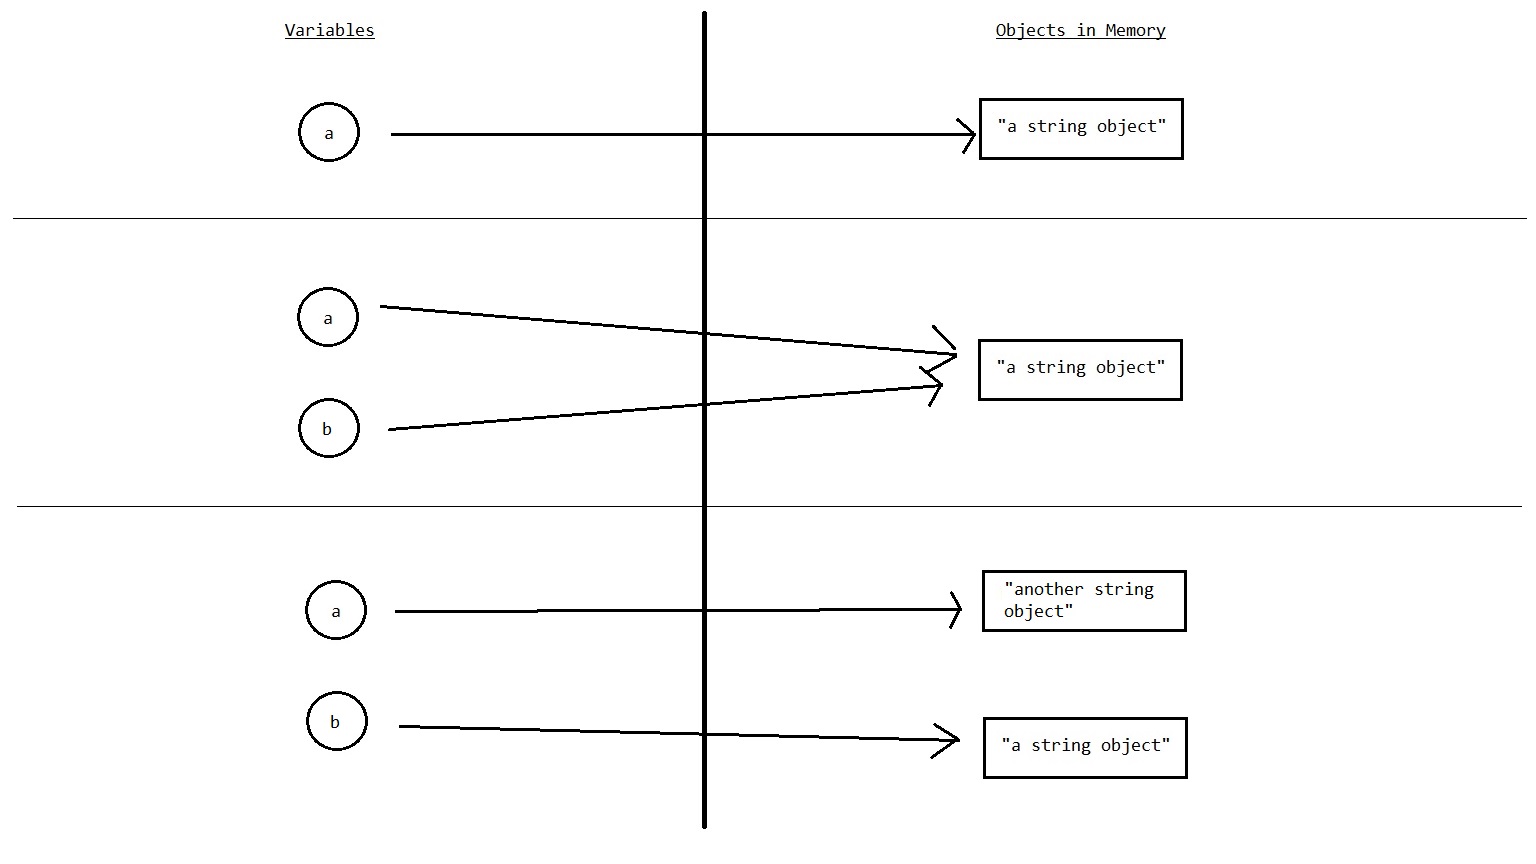 Variables
Objects in Memory
a
"a string object"
a
"a string object"
b
a
"another string
object"
b
"a string object"